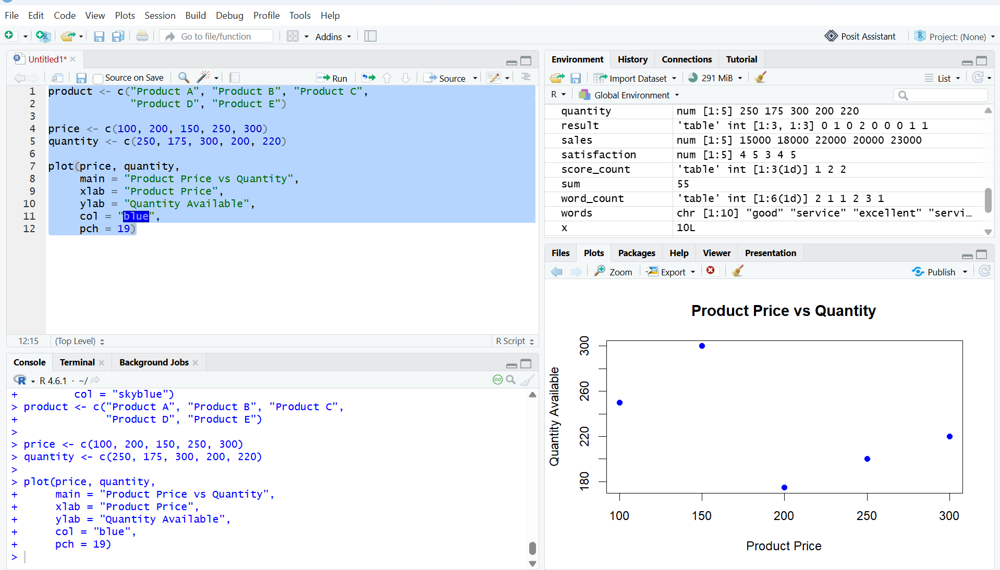 File Edit Code View Plots Session Build Debug Profile Tools Help
Go to file/function Addins Posit Assistant Project: (None)
Untitled1*
Source on Save Run Source
1 product <- c("Product A", "Product B", "Product C",
2 "Product D", "Product E")
3
4 price <- c(100, 200, 150, 250, 300)
5 quantity <- c(250, 175, 300, 200, 220)
6
7 plot(price, quantity,
8 main = "Product Price vs Quantity",
9 xlab = "Product Price",
10 ylab = "Quantity Available",
11 col = "blue",
12 pch = 19)
12:15 (Top Level) R Script
Console Terminal Background Jobs
R 4.6.1 · ~/
+ col = "skyblue")
> product <- c("Product A", "Product B", "Product C",
+ "Product D", "Product E")
>
> price <- c(100, 200, 150, 250, 300)
> quantity <- c(250, 175, 300, 200, 220)
>
> plot(price, quantity,
+ main = "Product Price vs Quantity",
+ xlab = "Product Price",
+ ylab = "Quantity Available",
+ col = "blue",
+ pch = 19)
>
Environment History Connections Tutorial
Import Dataset 291 MiB List
R Global Environment
quantity num [1:5] 250 175 300 200 220
result 'table' int [1:3, 1:3] 0 1 0 2 0 0 0 1 1
sales num [1:5] 15000 18000 22000 20000 23000
satisfaction num [1:5] 4 5 3 4 5
score_count 'table' int [1:3(1d)] 1 2 2
sum 55
word_count 'table' int [1:6(1d)] 2 1 1 2 3 1
words chr [1:10] "good" "service" "excellent" "servi…
x 10L
Files Plots Packages Help Viewer Presentation
Zoom Export Publish
Product Price vs Quantity
Quantity Available
300
260
220
180
100 150 200 250 300
Product Price